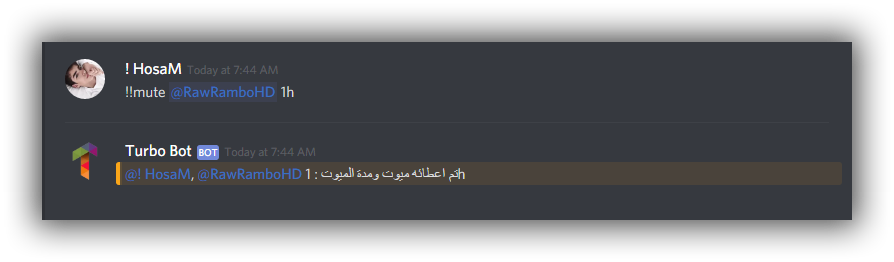 ! HosaM Today at 7:44 AM
!!mute @RawRamboHD 1h
Turbo Bot BOT Today at 7:44 AM
@! HosaM, @RawRamboHD تم اعطائه ميوت ومدة الميوت : 1h